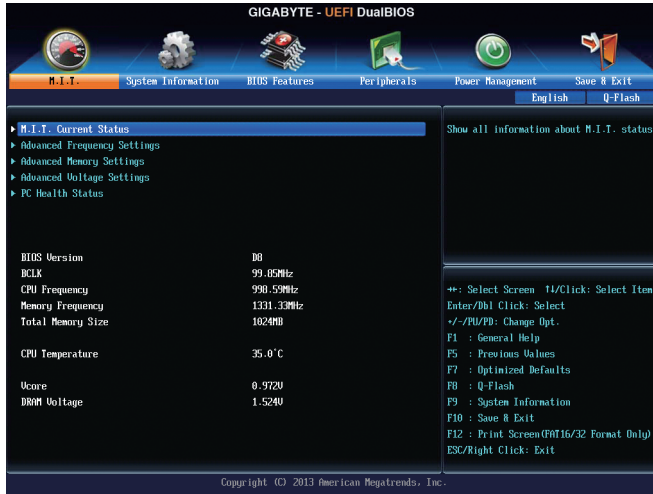 GIGABYTE - UEFI DualBIOS
M.I.T.
System Information
BIOS Features
Peripherals
Power Management
Save & Exit
English
Q-Flash
M.I.T. Current Status
Advanced Frequency Settings
Advanced Memory Settings
Advanced Voltage Settings
PC Health Status
BIOS Version D8
BCLK 99.85MHz
CPU Frequency 998.59MHz
Memory Frequency 1331.33MHz
Total Memory Size 1024MB
CPU Temperature 35.0°C
Vcore 0.972V
DRAM Voltage 1.524V
Show all information about M.I.T. status
→←: Select Screen ↑↓/Click: Select Item
Enter/Dbl Click: Select
+/-/PU/PD: Change Opt.
F1 : General Help
F5 : Previous Values
F7 : Optimized Defaults
F8 : Q-Flash
F9 : System Information
F10 : Save & Exit
F12 : Print Screen(FAT16/32 Format Only)
ESC/Right Click: Exit
Copyright (C) 2013 American Megatrends, Inc.